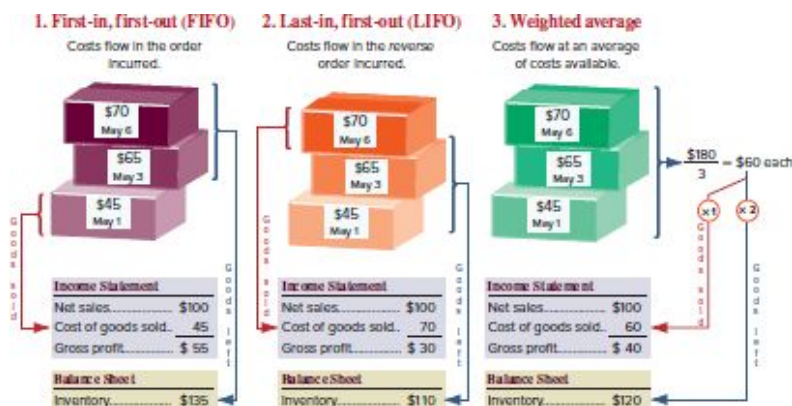 1. First-in, first-out (FIFO)
Costs flow in the order
incurred.
$70
May 6
$65
May 3
$45
May 1
Goods sold
Goods left
Income Statement
Net sales............... $100
Cost of goods sold.. 45
Gross profit............. $ 55
Balance Sheet
Inventory............... $135
2. Last-in, first-out (LIFO)
Costs flow in the reverse
order incurred.
$70
May 6
$65
May 3
$45
May 1
Goods sold
Goods left
Income Statement
Net sales............... $100
Cost of goods sold.. 70
Gross profit............. $ 30
Balance Sheet
Inventory............... $110
3. Weighted average
Costs flow at an average
of costs available.
$70
May 6
$65
May 3
$45
May 1
$180
3
= $60 each
x 1
x 2
Goods sold
Goods left
Income Statement
Net sales............... $100
Cost of goods sold.. 60
Gross profit............. $ 40
Balance Sheet
Inventory............... $120